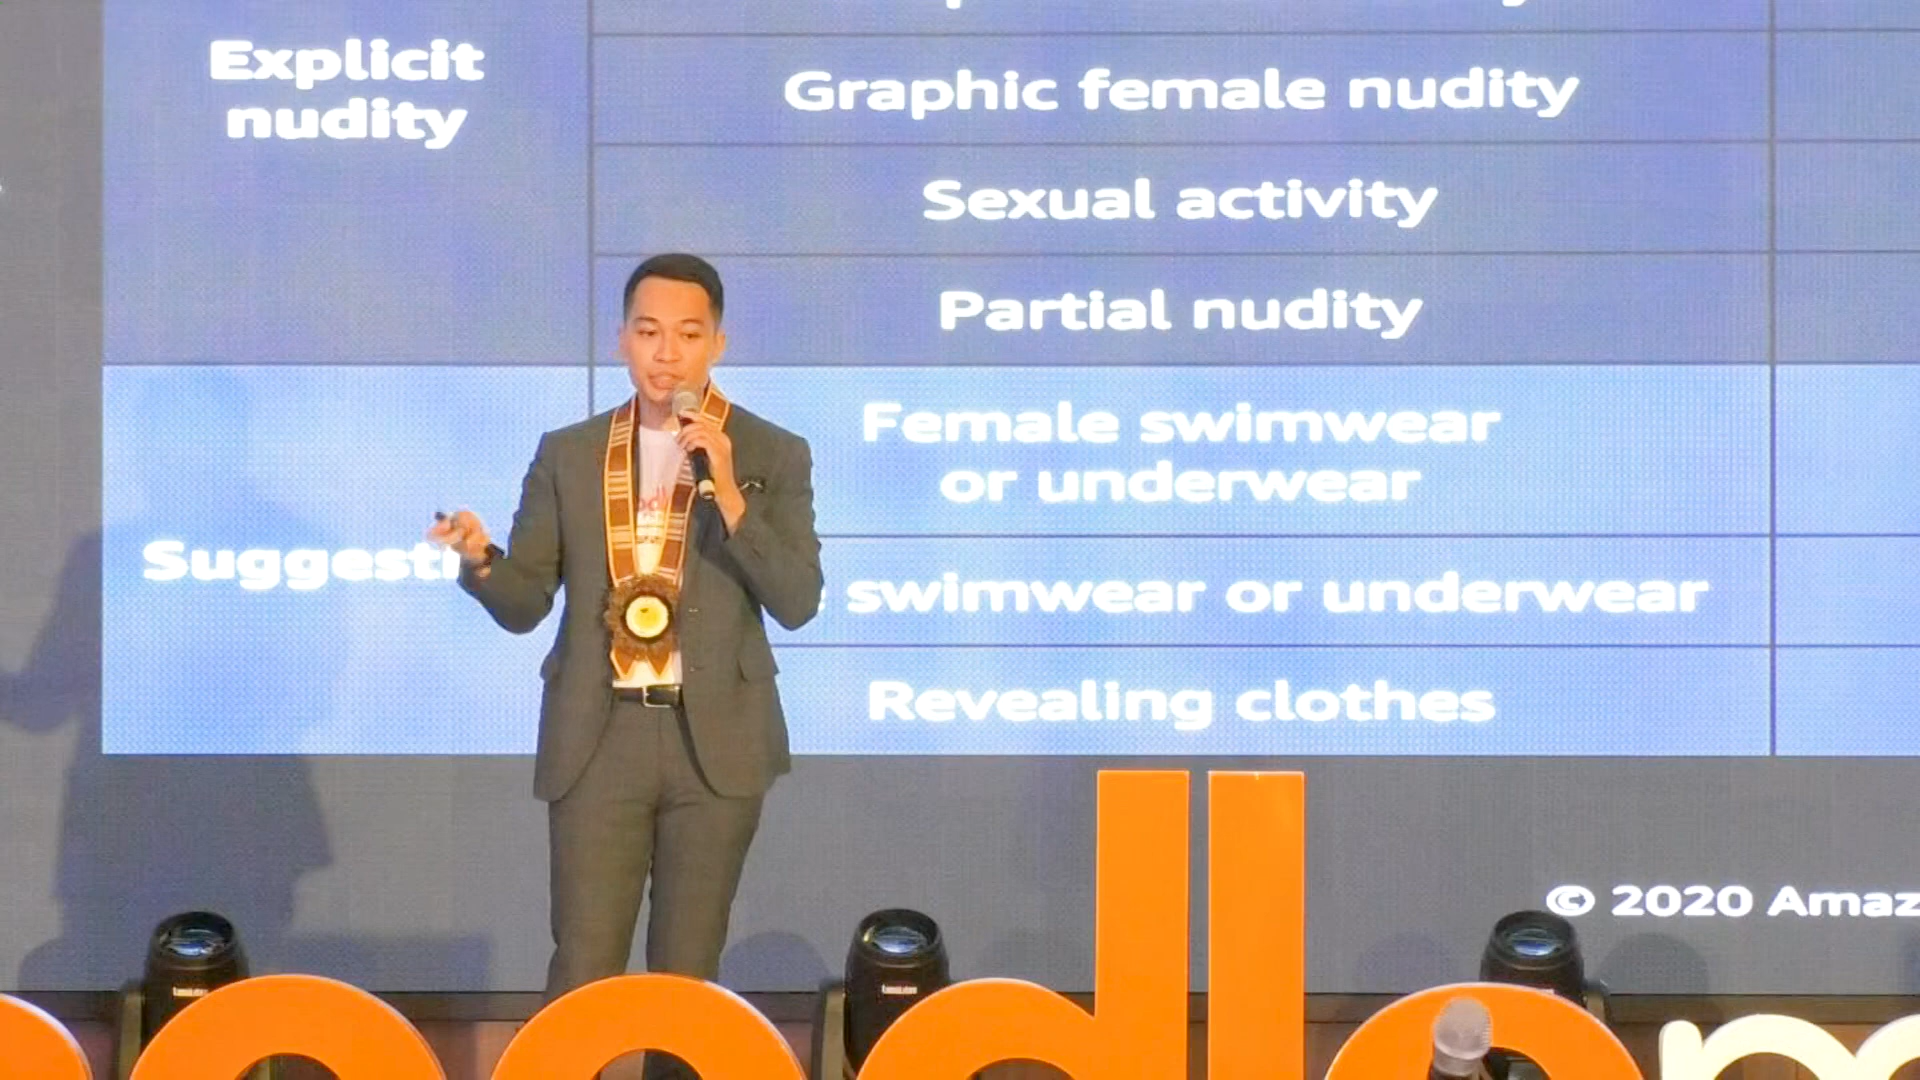 Explicit
nudity
Graphic female nudity
Sexual activity
Partial nudity
Female swimwear
or underwear
Suggesti
swimwear or underwear
Revealing clothes
© 2020 Amaz